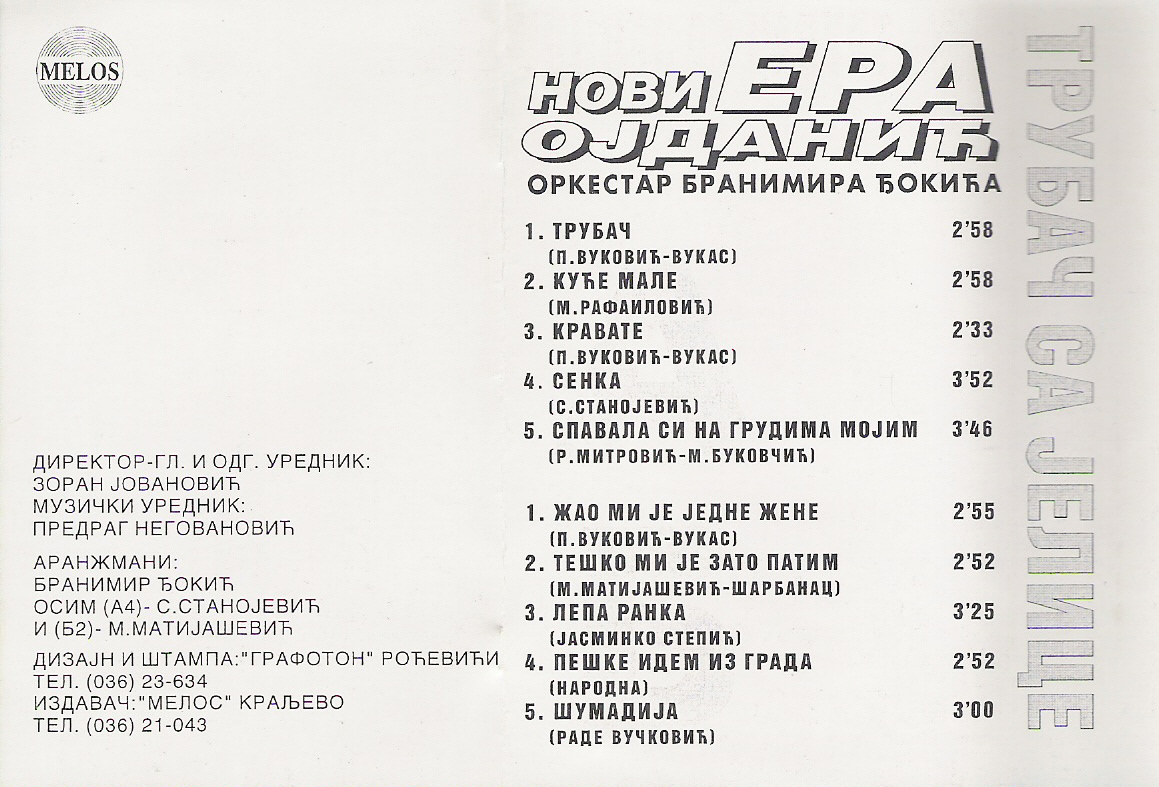 MELOS
ДИРЕКТОР-ГЛ. И ОДГ. УРЕДНИК:
ЗОРАН ЈОВАНОВИЋ
МУЗИЧКИ УРЕДНИК:
ПРЕДРАГ НЕГОВАНОВИЋ
АРАНЖМАНИ:
БРАНИМИР ЂОКИЋ
ОСИМ (А4)- С.СТАНОЈЕВИЋ
И (Б2)- М.МАТИЈАШЕВИЋ
ДИЗАЈН И ШТАМПА:"ГРАФОТОН" РОЂЕВИЋИ
ТЕЛ. (036) 23-634
ИЗДАВАЧ:"МЕЛОС" КРАЉЕВО
ТЕЛ. (036) 21-043
НОВИ ЕРА
ОЈДАНИЋ
ОРКЕСТАР БРАНИМИРА ЂОКИЋА
1. ТРУБАЧ 2'58
(П.ВУКОВИЋ-ВУКАС)
2. КУЋЕ МАЛЕ 2'58
(М.РАФАИЛОВИЋ)
3. КРАВАТЕ 2'33
(П.ВУКОВИЋ-ВУКАС)
4. СЕНКА 3'52
(С.СТАНОЈЕВИЋ)
5. СПАВАЛА СИ НА ГРУДИМА МОЈИМ 3'46
(Р.МИТРОВИЋ-М.БУКОВЧИЋ)
1. ЖАО МИ ЈЕ ЈЕДНЕ ЖЕНЕ 2'55
(П.ВУКОВИЋ-ВУКАС)
2. ТЕШКО МИ ЈЕ ЗАТО ПАТИМ 2'52
(М.МАТИЈАШЕВИЋ-ШАРБАНАЦ)
3. ЛЕПА РАНКА 3'25
(ЈАСМИНКО СТЕПИЋ)
4. ПЕШКЕ ИДЕМ ИЗ ГРАДА 2'52
(НАРОДНА)
5. ШУМАДИЈА 3'00
(РАДЕ ВУЧКОВИЋ)
ТРУБАЧ СА ЈЕЛИЦЕ